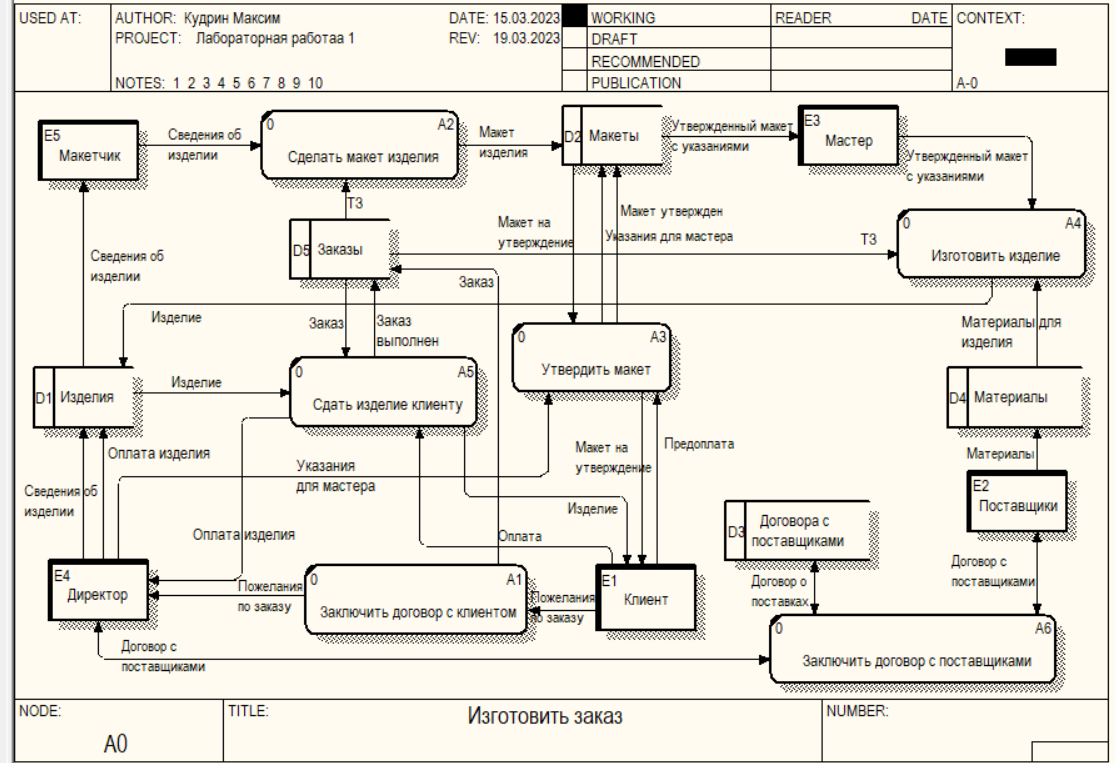 USED AT:
AUTHOR: Кудрин Максим
DATE: 15.03.2023
WORKING
READER
DATE
CONTEXT:
PROJECT: Лабораторная работаа 1
REV: 19.03.2023
DRAFT
RECOMMENDED
NOTES: 1 2 3 4 5 6 7 8 9 10
PUBLICATION
A-0
E5
Макетчик
Сведения об
изделии
0
A2
Сделать макет изделия
Макет
изделия
D2
Макеты
Утвержденный макет
с указаниями
E3
Мастер
Утвержденный макет
с указаниями
ТЗ
D5
Заказы
Макет на
утверждение
Макет утвержден
Указания для мастера
ТЗ
0
A4
Изготовить изделие
Сведения об
изделии
Заказ
Изделие
Заказ
Заказ
выполнен
0
A3
Утвердить макет
Материалы для
изделия
D1
Изделия
Изделие
0
A5
Сдать изделие клиенту
D4
Материалы
Оплата изделия
Макет на
утверждение
Предоплата
Материалы
Указания
для мастера
Сведения об
изделии
E2
Поставщики
Изделие
D3
Договора с
поставщиками
Оплата изделия
Оплата
Договор с
поставщиками
E4
Директор
Пожелания
по заказу
0
A1
Заключить договор с клиентом
Пожелания
по заказу
E1
Клиент
Договор о
поставках
0
A6
Заключить договор с поставщиками
Договор с
поставщиками
NODE:
A0
TITLE:
Изготовить заказ
NUMBER: